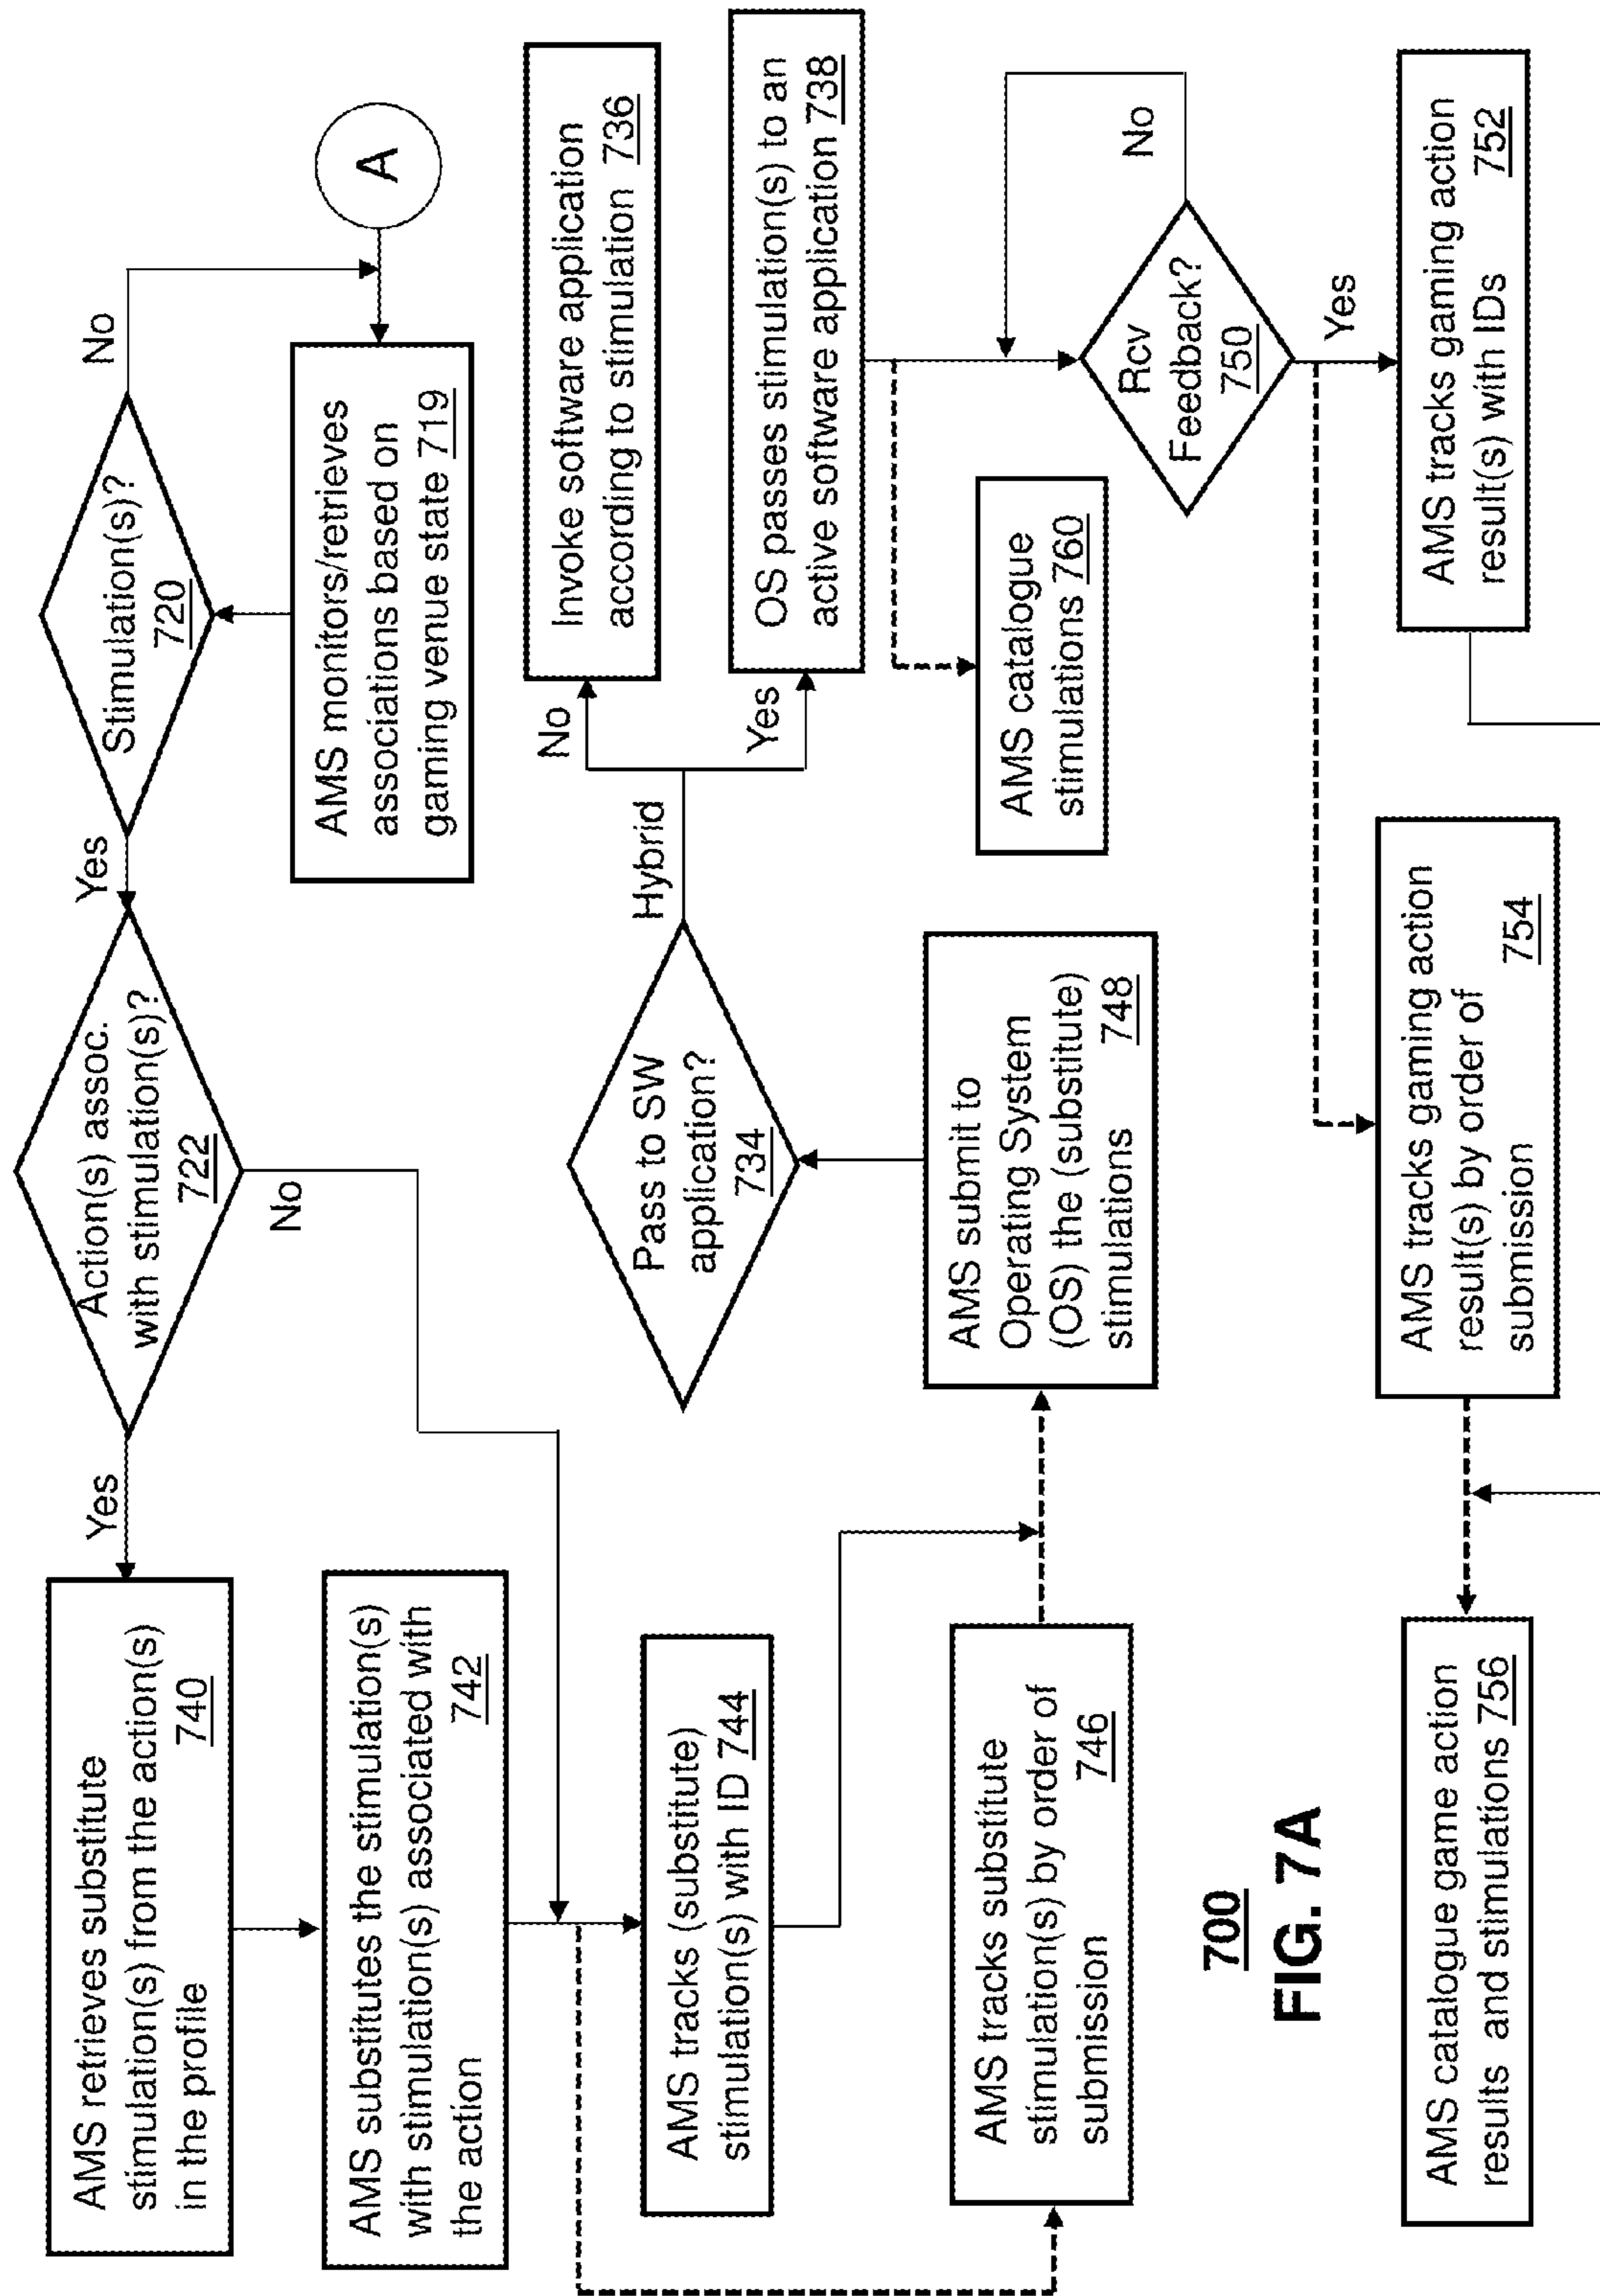 A
No
Stimulation(s)?
720
Yes
AMS monitors/retrieves
associations based on
gaming venue state 719
Action(s) assoc.
with stimulation(s)?
722
Yes
No
AMS retrieves substitute
stimulation(s) from the action(s)
in the profile 740
AMS substitutes the stimulation(s)
with stimulation(s) associated with
the action 742
AMS tracks (substitute)
stimulation(s) with ID 744
AMS tracks substitute
stimulation(s) by order of
submission 746
AMS submit to
Operating System
(OS) the (substitute)
stimulations 748
Pass to SW
application?
734
Hybrid
No
Yes
Invoke software application
according to stimulation 736
OS passes stimulation(s) to an
active software application 738
AMS catalogue
stimulations 760
Rcv
Feedback?
750
No
Yes
AMS tracks gaming action
result(s) with IDs 752
AMS tracks gaming action
result(s) by order of
submission 754
AMS catalogue game action
results and stimulations 756
700
FIG. 7A